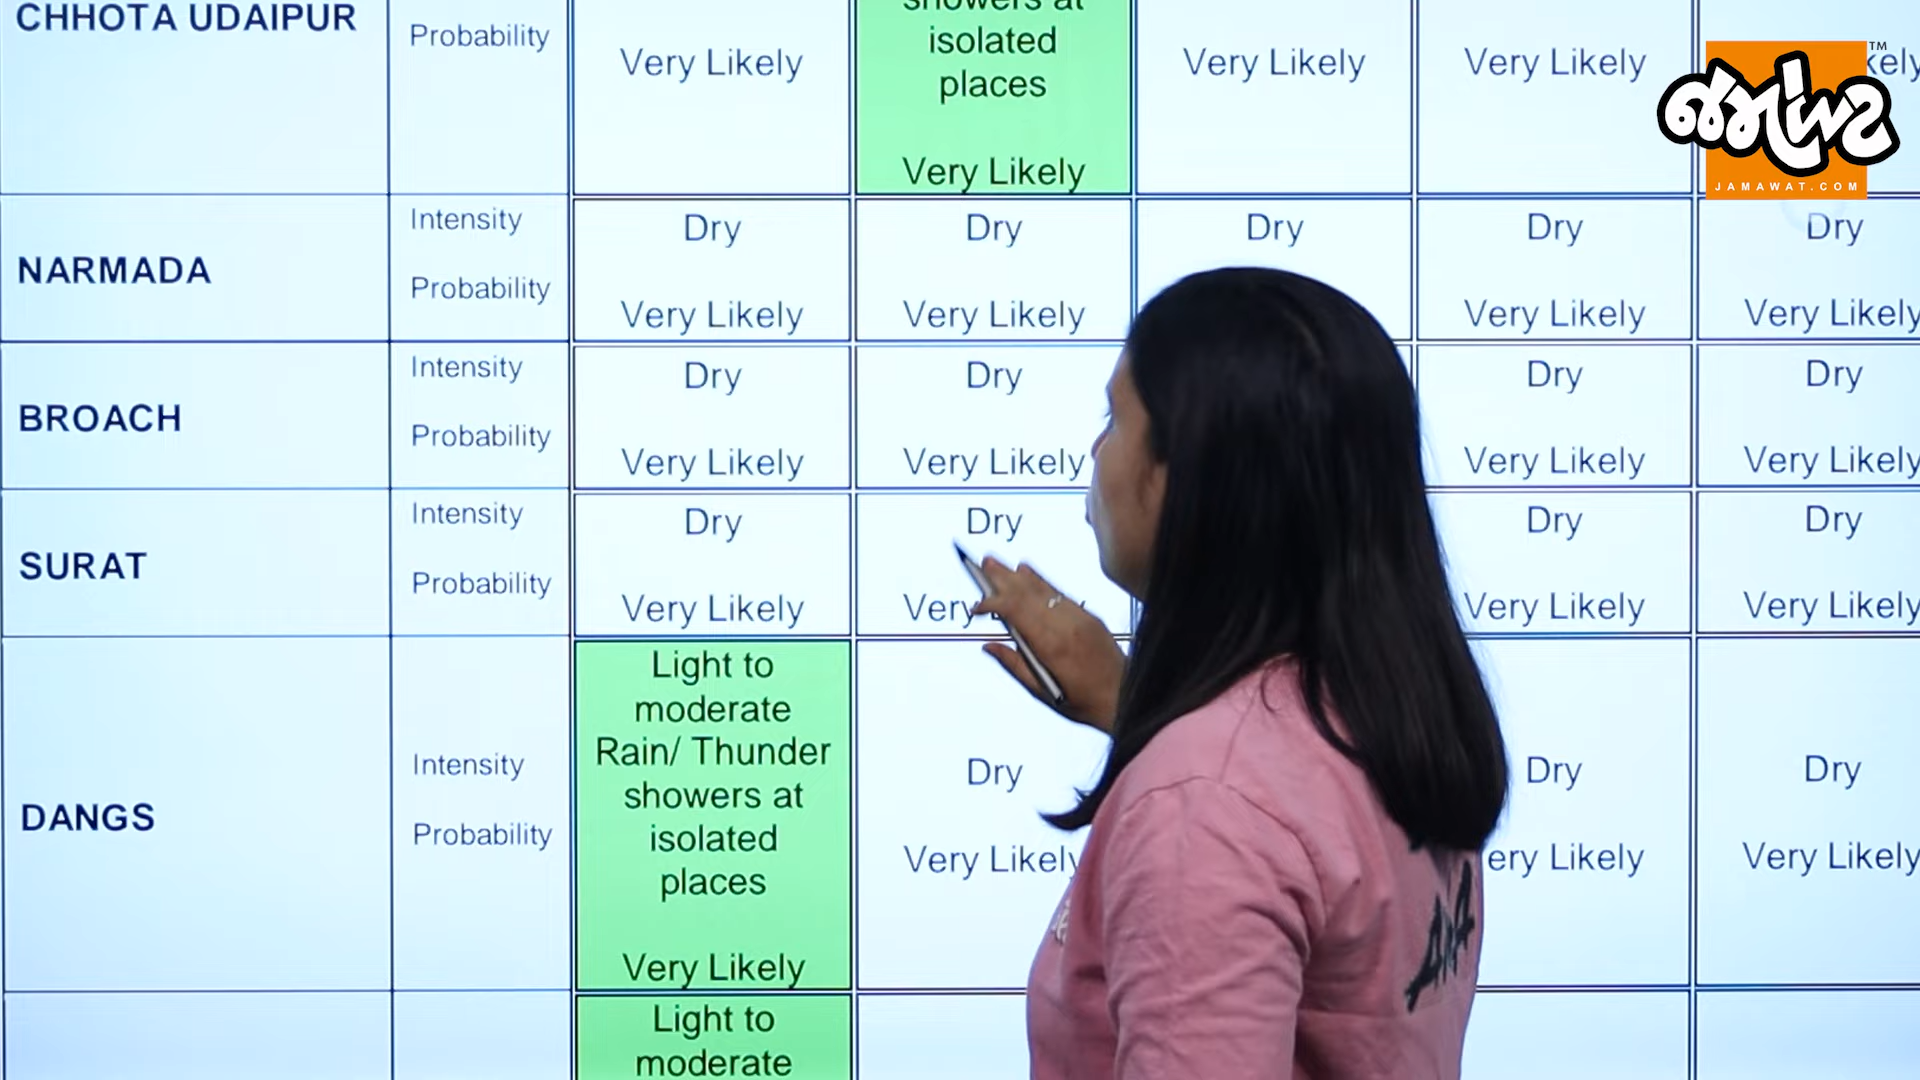 CHHOTA UDAIPUR
Probability
Very Likely
showers at
isolated
places
Very Likely
Very Likely
Very Likely
TM
જમાવટ
JAMAWAT.COM
NARMADA
Intensity
Probability
Dry
Very Likely
Dry
Very Likely
Dry
Dry
Very Likely
Dry
Very Likely
BROACH
Intensity
Probability
Dry
Very Likely
Dry
Very Likely
Dry
Very Likely
Dry
Very Likely
SURAT
Intensity
Probability
Dry
Very Likely
Dry
Very
Dry
Very Likely
Dry
Very Likely
DANGS
Intensity
Probability
Light to
moderate
Rain/ Thunder
showers at
isolated
places
Very Likely
Dry
Very Likely
Dry
Very Likely
Dry
Very Likely
Light to
moderate